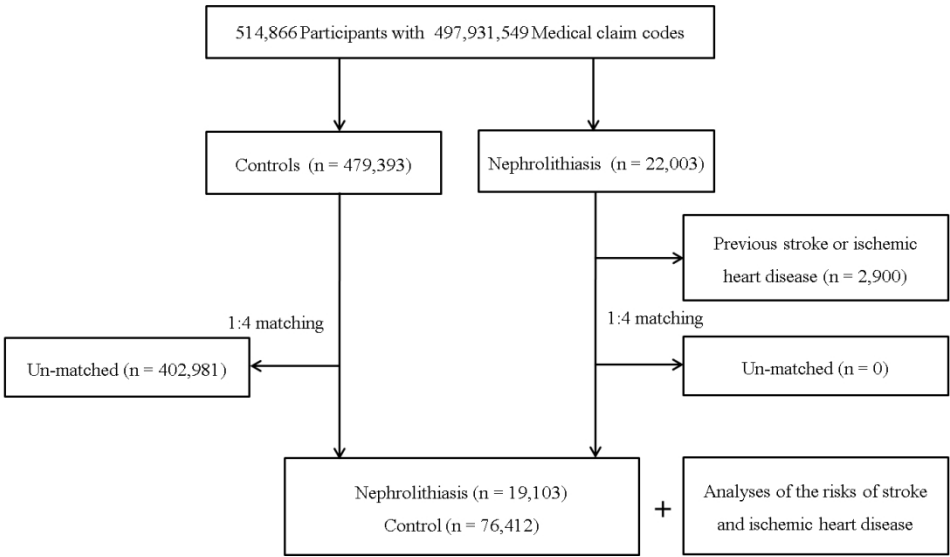 514,866 Participants with 497,931,549 Medical claim codes
Controls (n = 479,393)
Nephrolithiasis (n = 22,003)
Previous stroke or ischemic
heart disease (n = 2,900)
1:4 matching
1:4 matching
Un-matched (n = 402,981)
Un-matched (n = 0)
Nephrolithiasis (n = 19,103)
Control (n = 76,412)
+
Analyses of the risks of stroke
and ischemic heart disease